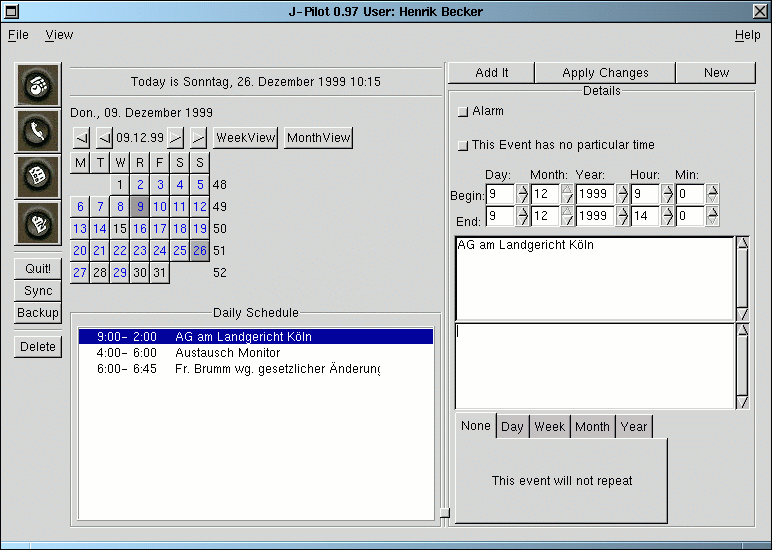 J-Pilot 0.97 User: Henrik Becker
File View Help
Today is Sonntag, 26. Dezember 1999 10:15
Don., 09. Dezember 1999
09.12.99 WeekView MonthView
M T W R F S S
1 2 3 4 5 48
6 7 8 9 10 11 12 49
13 14 15 16 17 18 19 50
20 21 22 23 24 25 26 51
27 28 29 30 31 52
Quit!
Sync
Backup
Delete
Daily Schedule
9:00- 2:00 AG am Landgericht Köln
4:00- 6:00 Austausch Monitor
6:00- 6:45 Fr. Brumm wg. gesetzlicher Änderung
Add It Apply Changes New
Details
Alarm
This Event has no particular time
Day: Month: Year: Hour: Min:
Begin: 9 12 1999 9 0
End: 9 12 1999 14 0
AG am Landgericht Köln
None Day Week Month Year
This event will not repeat